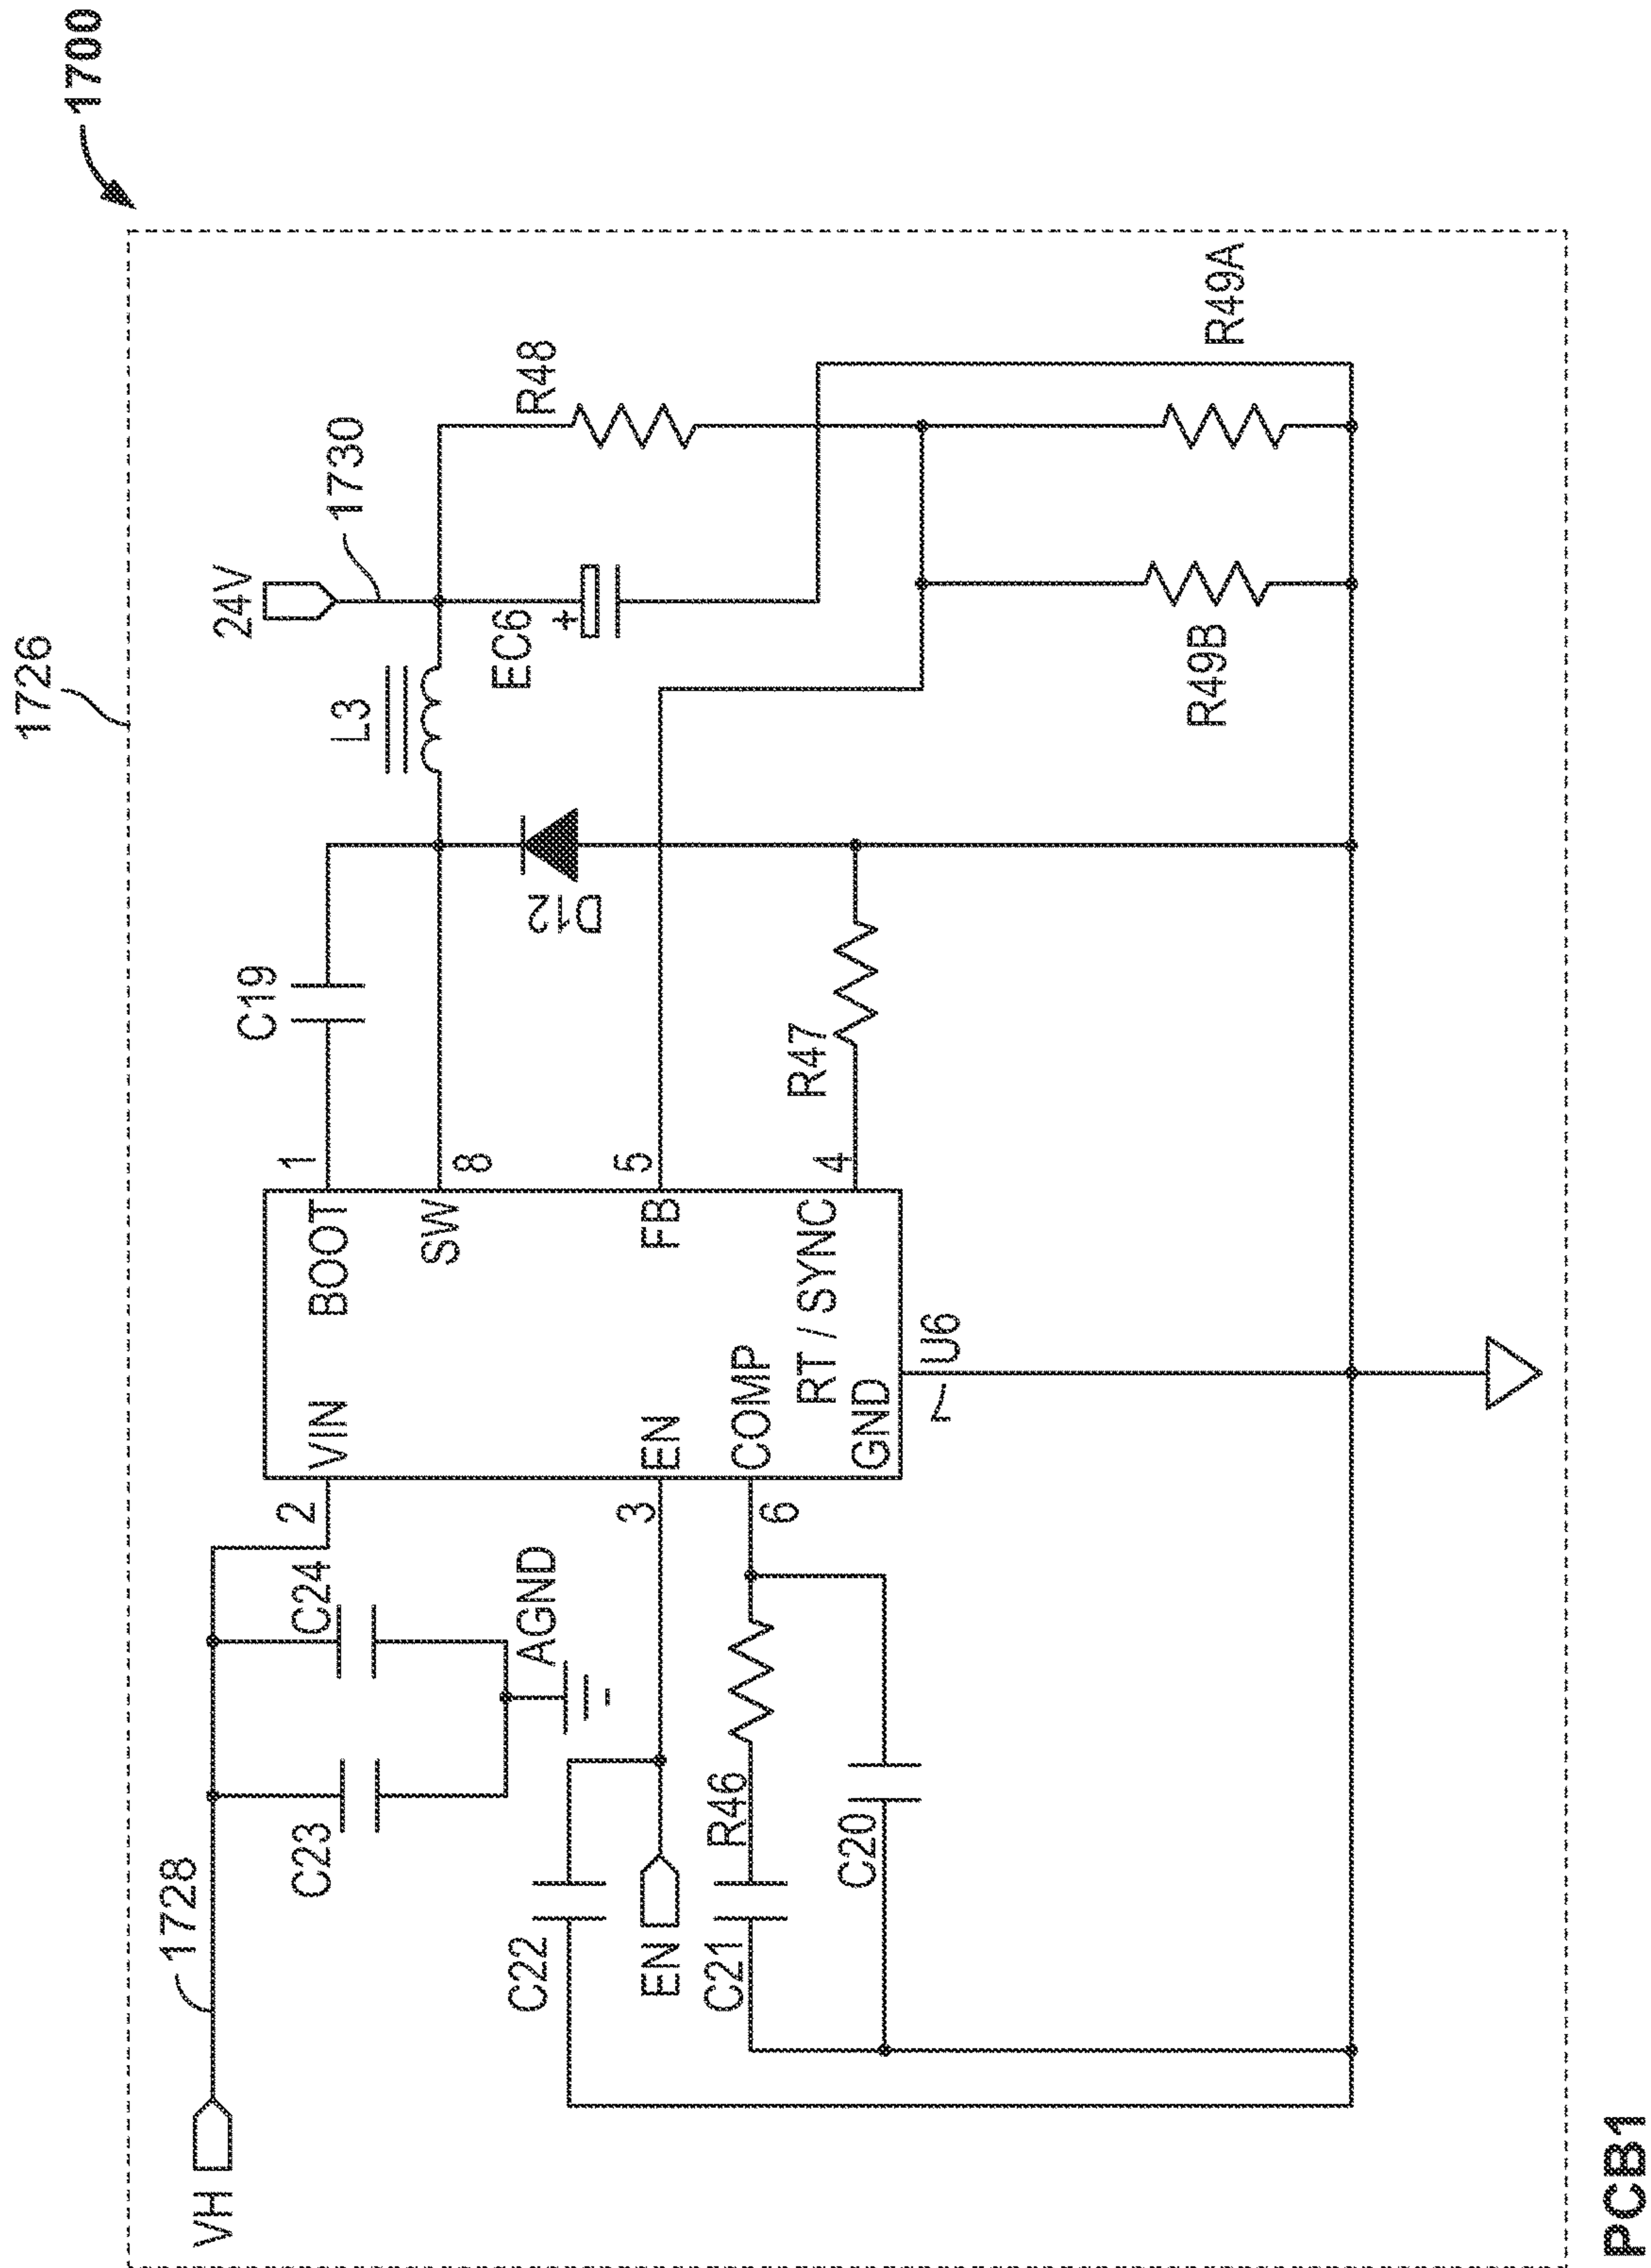 1700
1726
24V
1730
VH
1728
C23
C24
AGND
2
VIN
BOOT
1
C19
L3
SW
8
EC6
+
R48
D12
C22
EN
3
EN
FB
5
C21
R46
6
COMP
RT / SYNC
4
R47
C20
GND
7
U6
R49B
R49A
PCB1